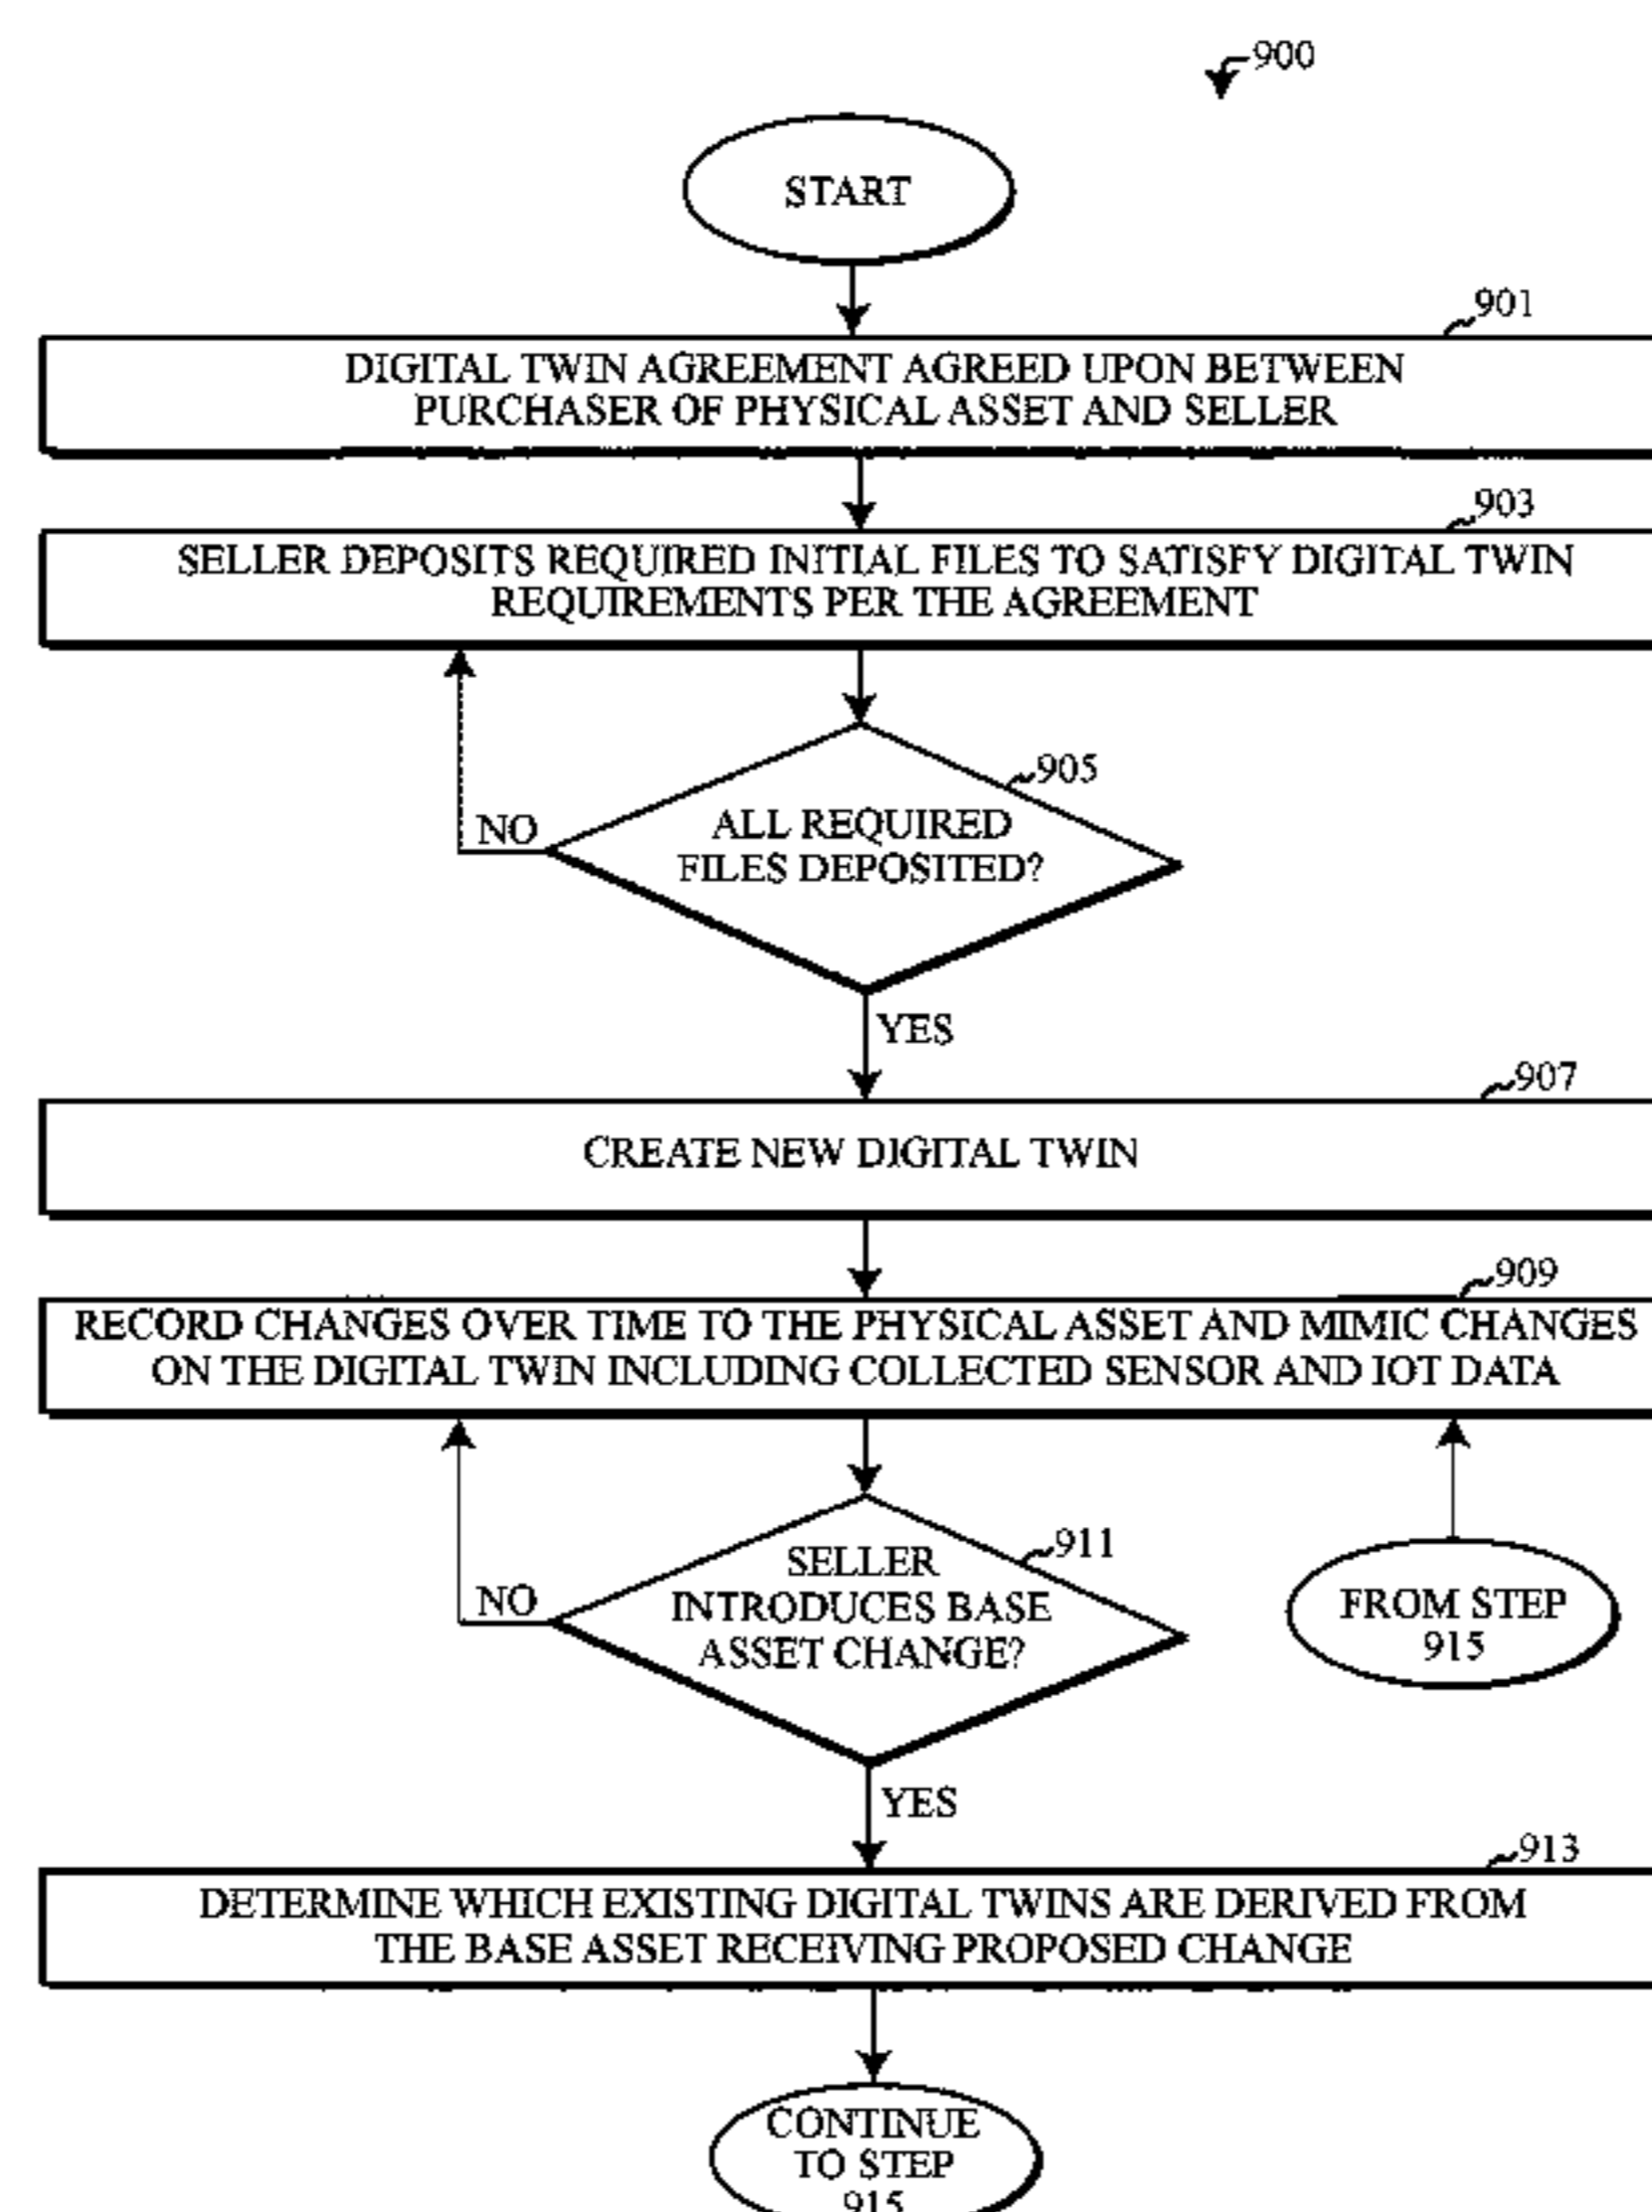 900
START
901
DIGITAL TWIN AGREEMENT AGREED UPON BETWEEN
PURCHASER OF PHYSICAL ASSET AND SELLER
903
SELLER DEPOSITS REQUIRED INITIAL FILES TO SATISFY DIGITAL TWIN
REQUIREMENTS PER THE AGREEMENT
905
ALL REQUIRED
FILES DEPOSITED?
NO
YES
907
CREATE NEW DIGITAL TWIN
909
RECORD CHANGES OVER TIME TO THE PHYSICAL ASSET AND MIMIC CHANGES
ON THE DIGITAL TWIN INCLUDING COLLECTED SENSOR AND IOT DATA
911
SELLER
INTRODUCES BASE
ASSET CHANGE?
NO
FROM STEP
915
YES
913
DETERMINE WHICH EXISTING DIGITAL TWINS ARE DERIVED FROM
THE BASE ASSET RECEIVING PROPOSED CHANGE
CONTINUE
TO STEP
915